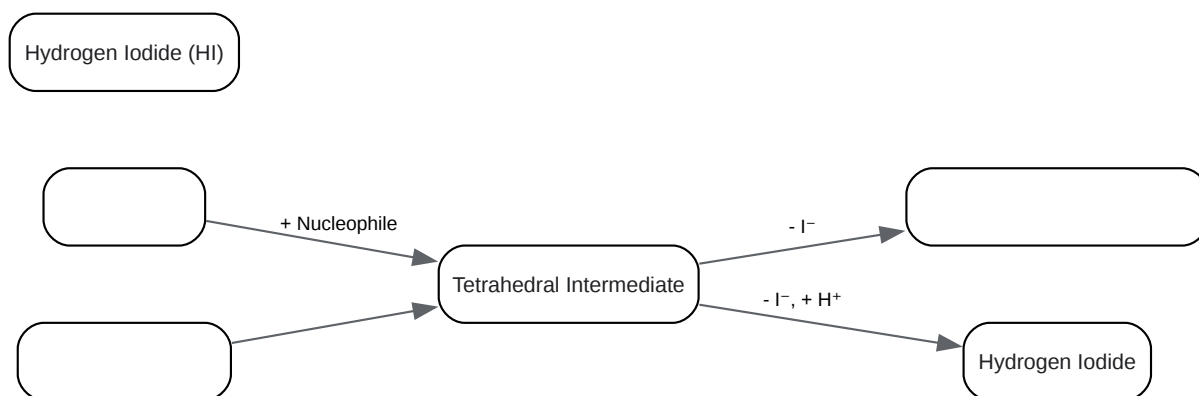 Hydrogen Iodide (HI)
+ Nucleophile
- I⁻
Tetrahedral Intermediate
- I⁻, + H⁺
Hydrogen Iodide